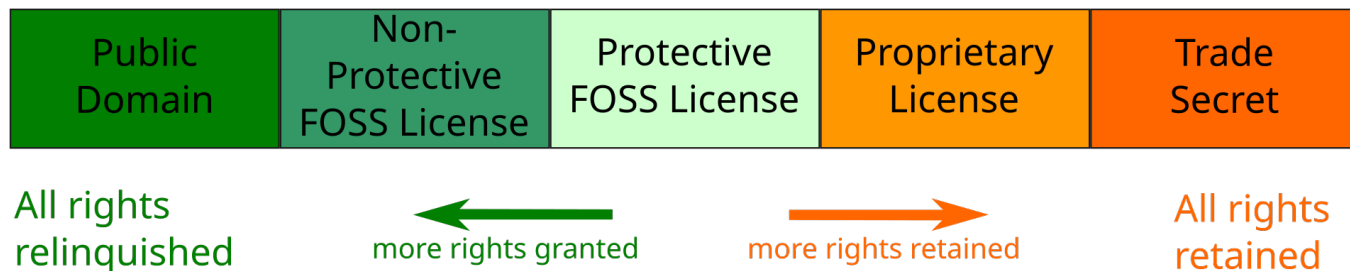 Public
Domain
Non-
Protective
FOSS License
Protective
FOSS License
Proprietary
License
Trade
Secret
All rights
relinquished
more rights granted
more rights retained
All rights
retained